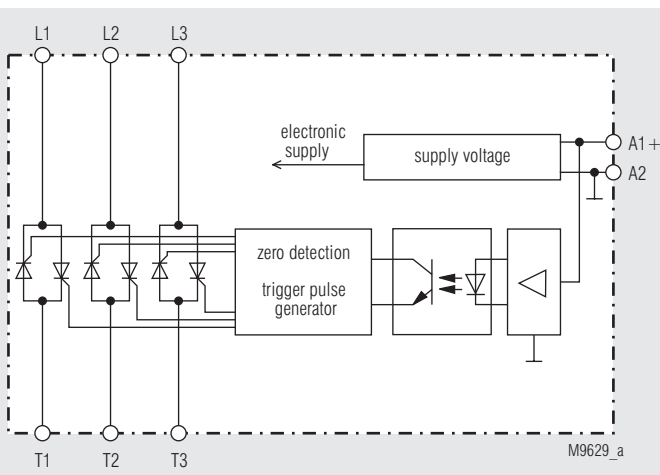 L1 L2 L3
electronic
supply
supply voltage
A1+
A2
zero detection
trigger pulse
generator
M9629_a
T1 T2 T3